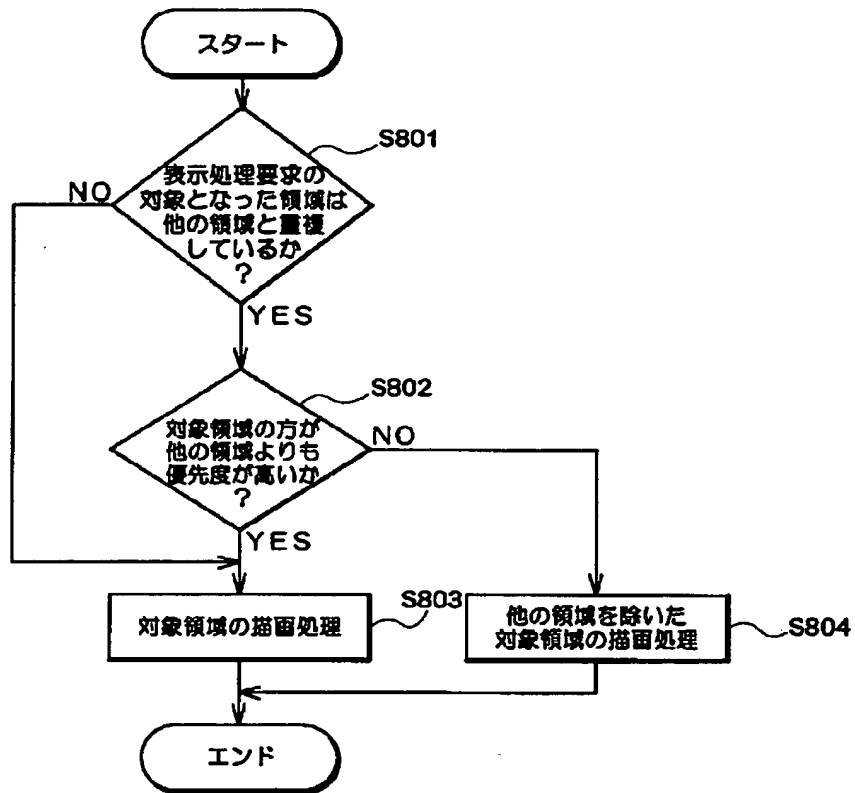 スタート
S801
表示処理要求の
対象となった領域は
他の領域と重複
しているか
?
NO
YES
S802
対象領域の方が
他の領域よりも
優先度が高いか
?
NO
YES
対象領域の描画処理
S803
他の領域を除いた
対象領域の描画処理
S804
エンド